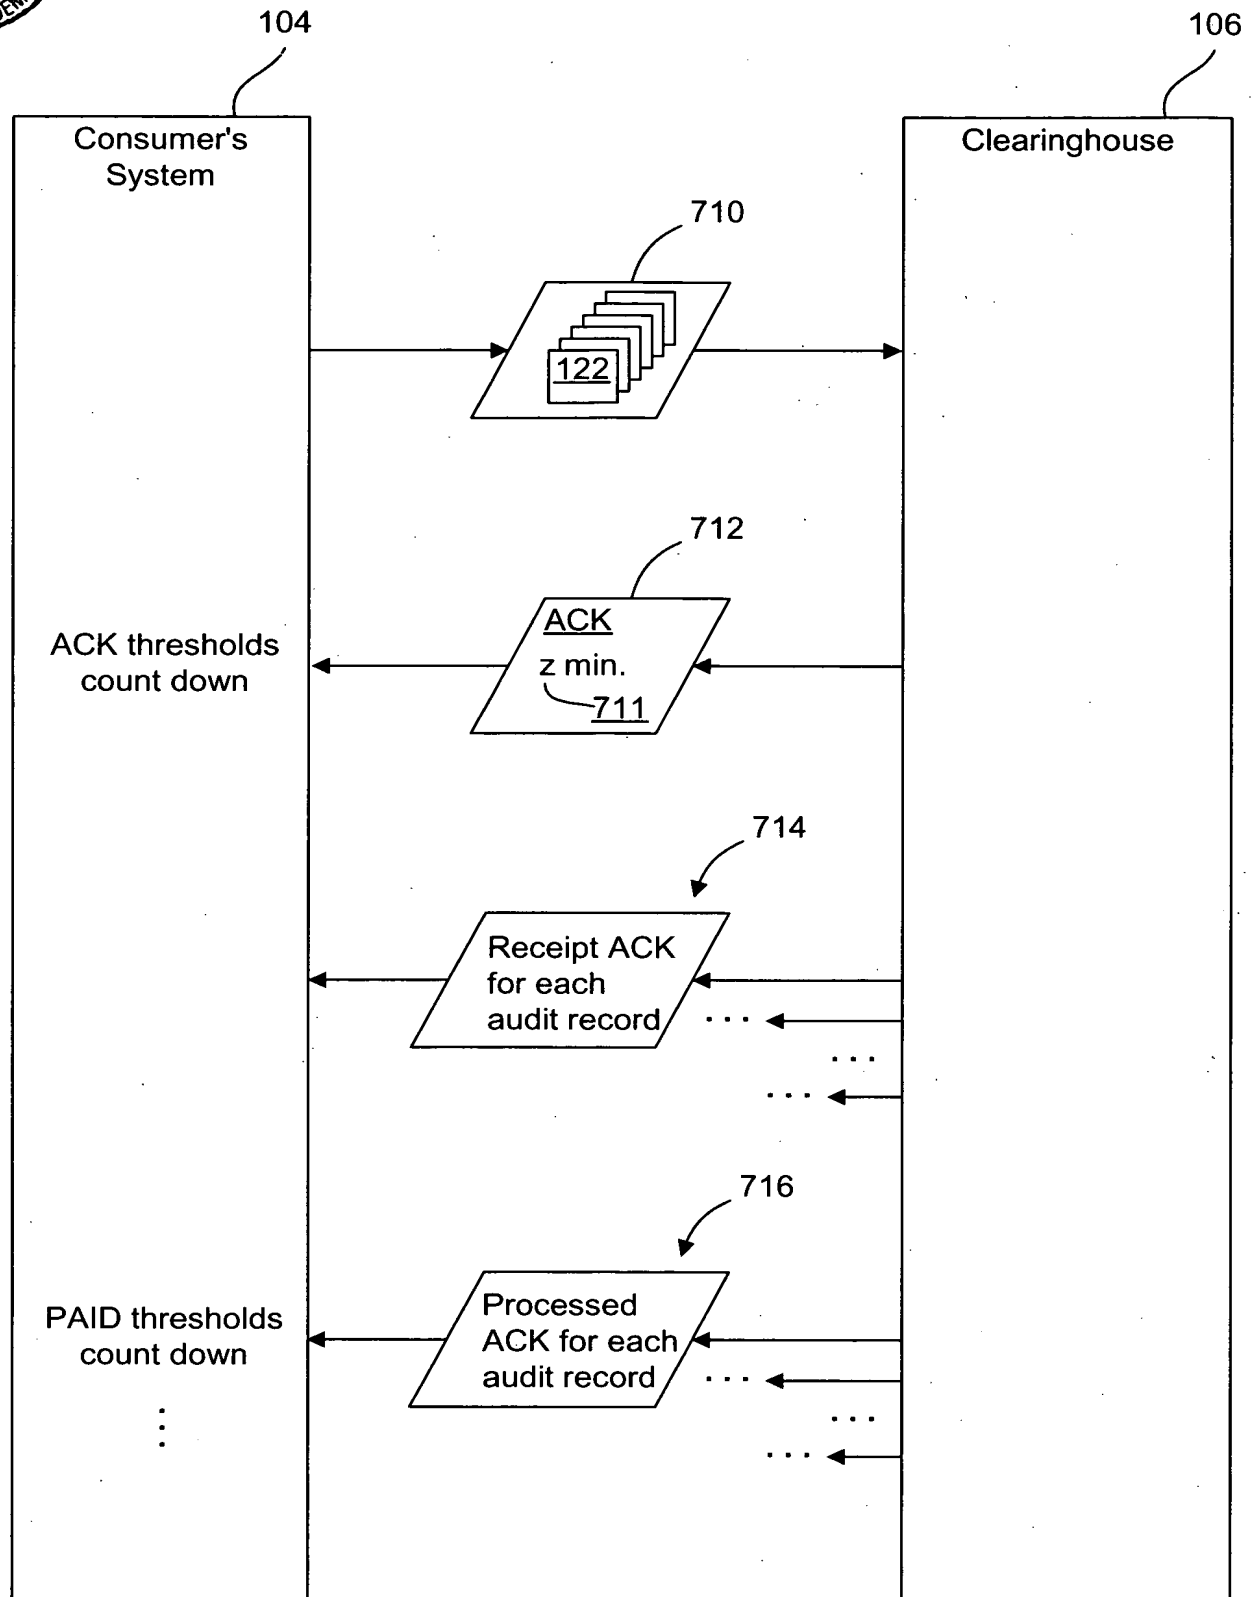 104
106
Consumer's
System
Clearinghouse
710
122
712
ACK
z min.
711
ACK thresholds
count down
714
Receipt ACK
for each
audit record
...
...
...
716
PAID thresholds
count down
...
Processed
ACK for each
audit record
...
...
...